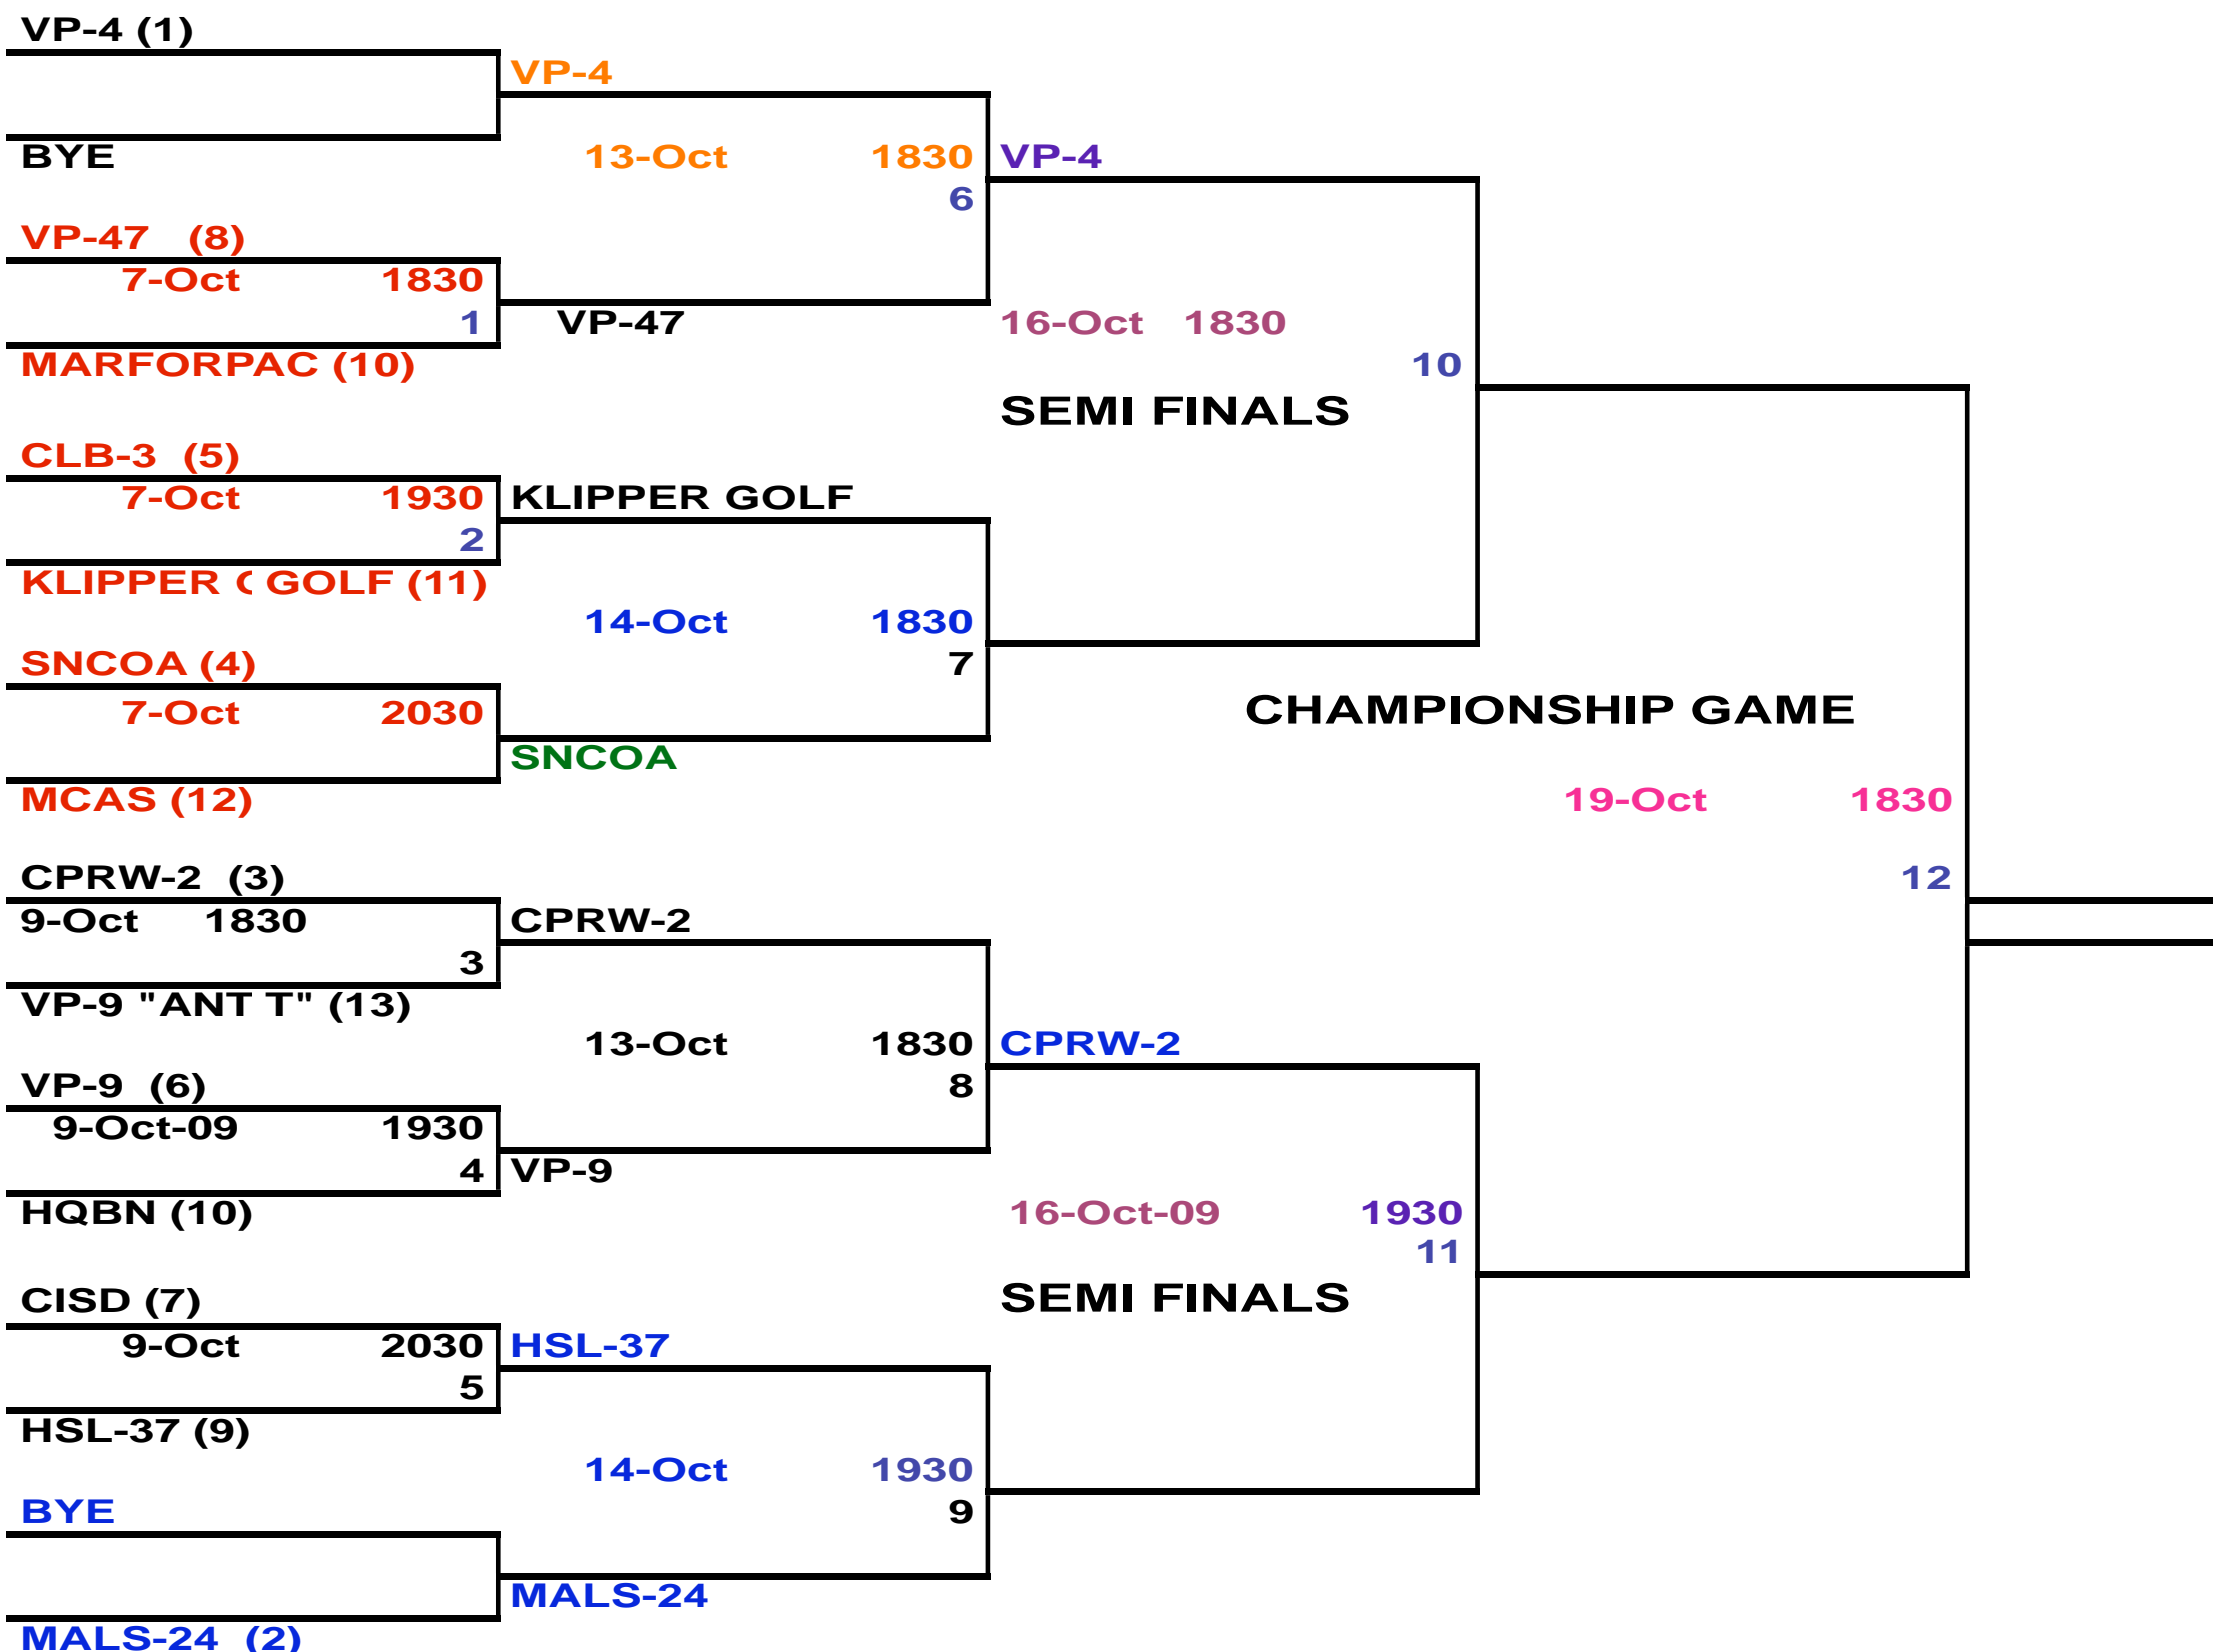 VP-4 (1)
VP-4
BYE
13-Oct 1830
VP-4
6
VP-47 (8)
7-Oct 1830
1
VP-47
16-Oct 1830
MARFORPAC (10)
10
SEMI FINALS
CLB-3 (5)
7-Oct 1930
KLIPPER GOLF
2
KLIPPER GOLF (11)
14-Oct 1830
SNCOA (4)
7
7-Oct 2030
CHAMPIONSHIP GAME
SNCOA
MCAS (12)
19-Oct 1830
CPRW-2 (3)
12
9-Oct 1830
CPRW-2
3
VP-9 "ANT T" (13)
13-Oct 1830
CPRW-2
VP-9 (6)
8
9-Oct-09 1930
4
VP-9
HQBN (10)
16-Oct-09 1930
11
CISD (7)
SEMI FINALS
9-Oct 2030
HSL-37
5
HSL-37 (9)
14-Oct 1930
BYE
9
MALS-24
MALS-24 (2)